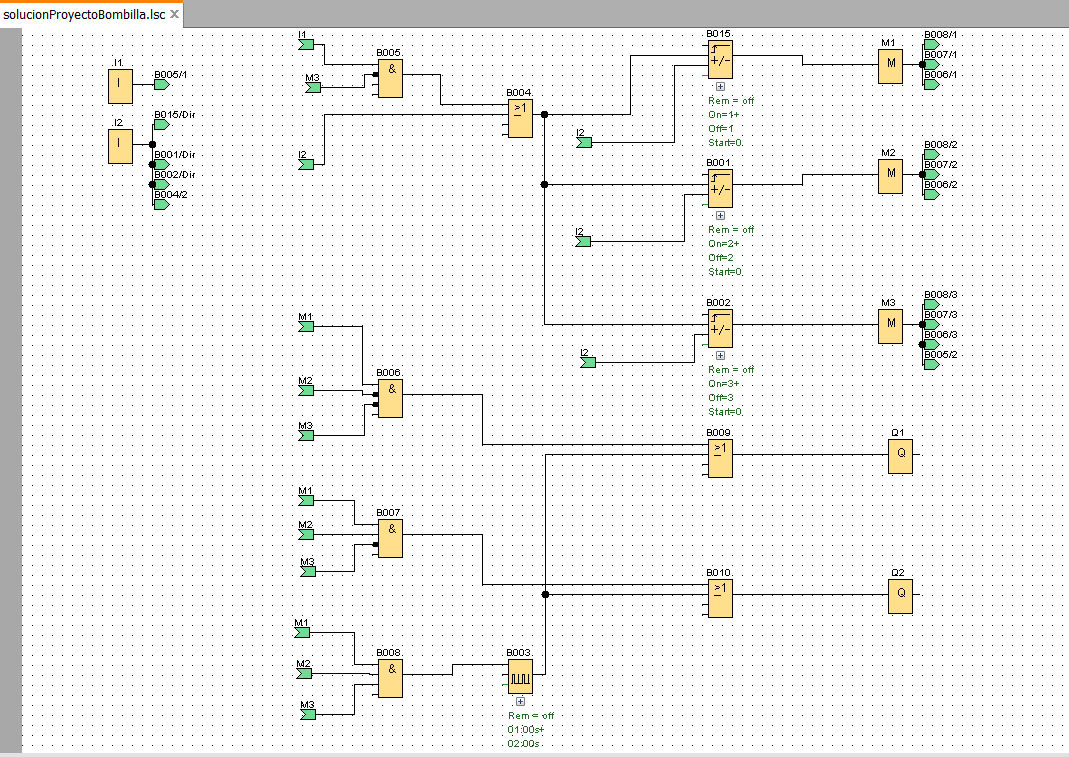 solucionProyectoBombilla.lsc
I1
I
B005/1
I2
I
B015/Dir
B001/Dir
B002/Dir
B004/2
I1
M3
B005
&
I2
B004
≥1
I2
B015
+/-
Rem = off
On=1+
Off=1
Start=0
M1
M
B008/1
B007/1
B006/1
I2
B001
+/-
Rem = off
On=2+
Off=2
Start=0
M2
M
B008/2
B007/2
B006/2
I2
B002
+/-
Rem = off
On=3+
Off=3
Start=0
M3
M
B008/3
B007/3
B006/3
B005/2
M1
M2
M3
B006
&
B009
≥1
Q1
Q
M1
M2
M3
B007
&
B010
≥1
Q2
Q
M1
M2
M3
B008
&
B003
Rem = off
01:00s+
02:00s